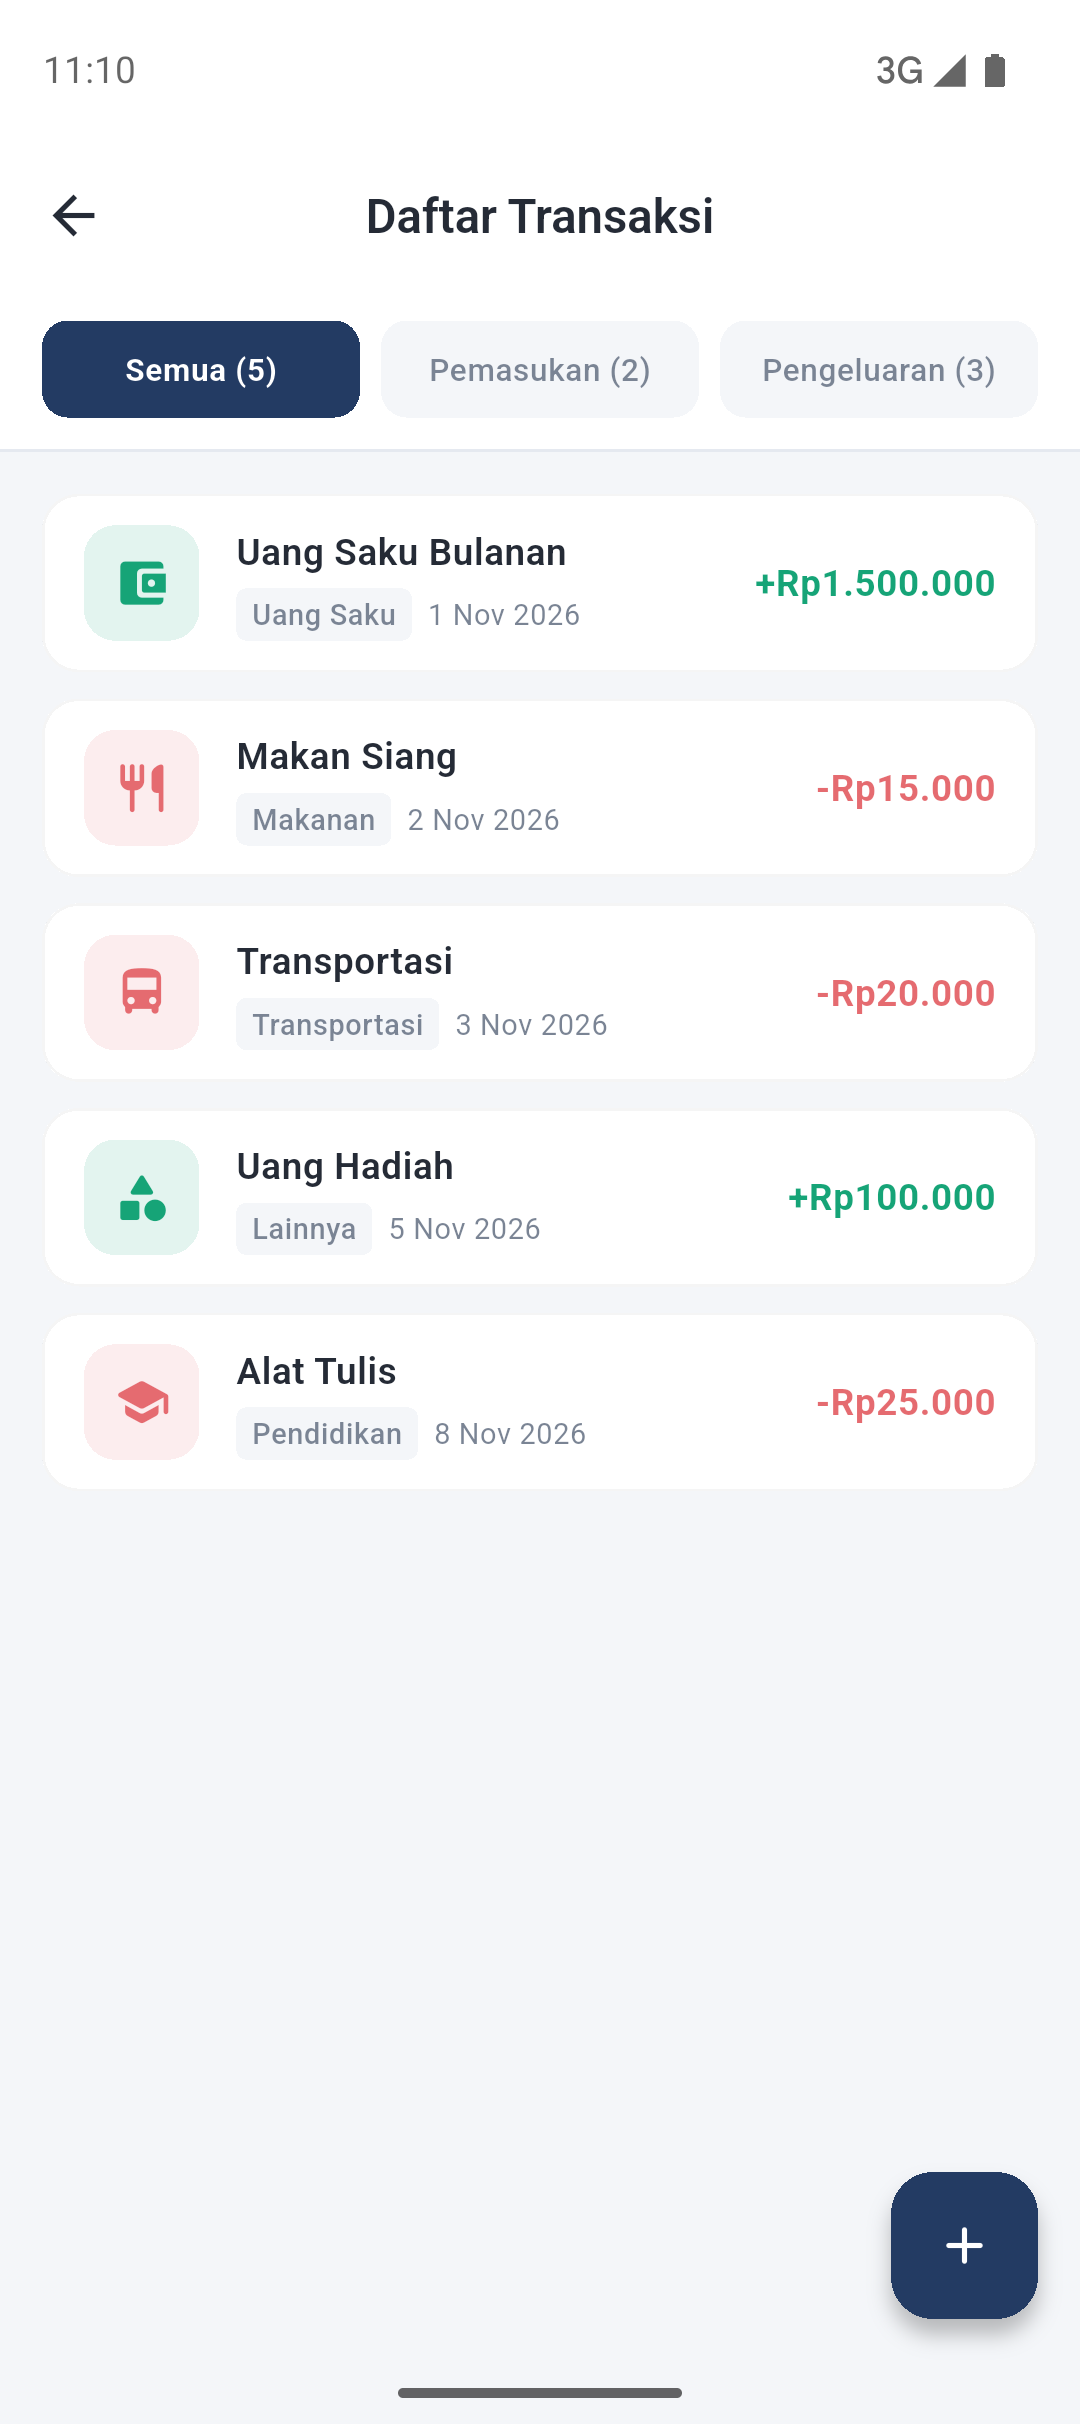 11:10
3G
Daftar Transaksi
Semua (5)
Pemasukan (2)
Pengeluaran (3)
Uang Saku Bulanan
Uang Saku
1 Nov 2026
+Rp1.500.000
Makan Siang
Makanan
2 Nov 2026
-Rp15.000
Transportasi
Transportasi
3 Nov 2026
-Rp20.000
Uang Hadiah
Lainnya
5 Nov 2026
+Rp100.000
Alat Tulis
Pendidikan
8 Nov 2026
-Rp25.000